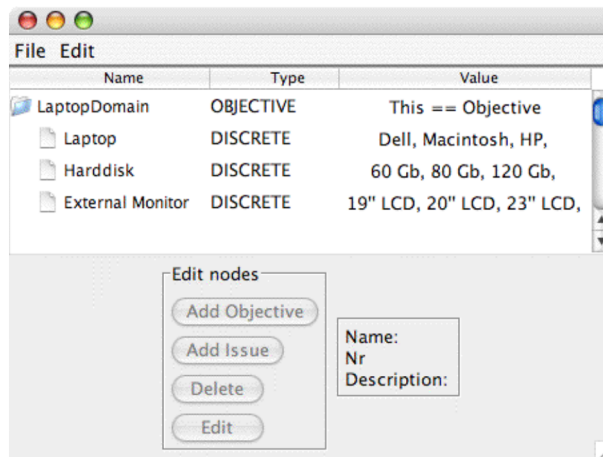 File Edit
Name Type Value
LaptopDomain OBJECTIVE This == Objective
Laptop DISCRETE Dell, Macintosh, HP,
Harddisk DISCRETE 60 Gb, 80 Gb, 120 Gb,
External Monitor DISCRETE 19" LCD, 20" LCD, 23" LCD,
Edit nodes
Add Objective
Add Issue
Delete
Edit
Name:
Nr
Description: